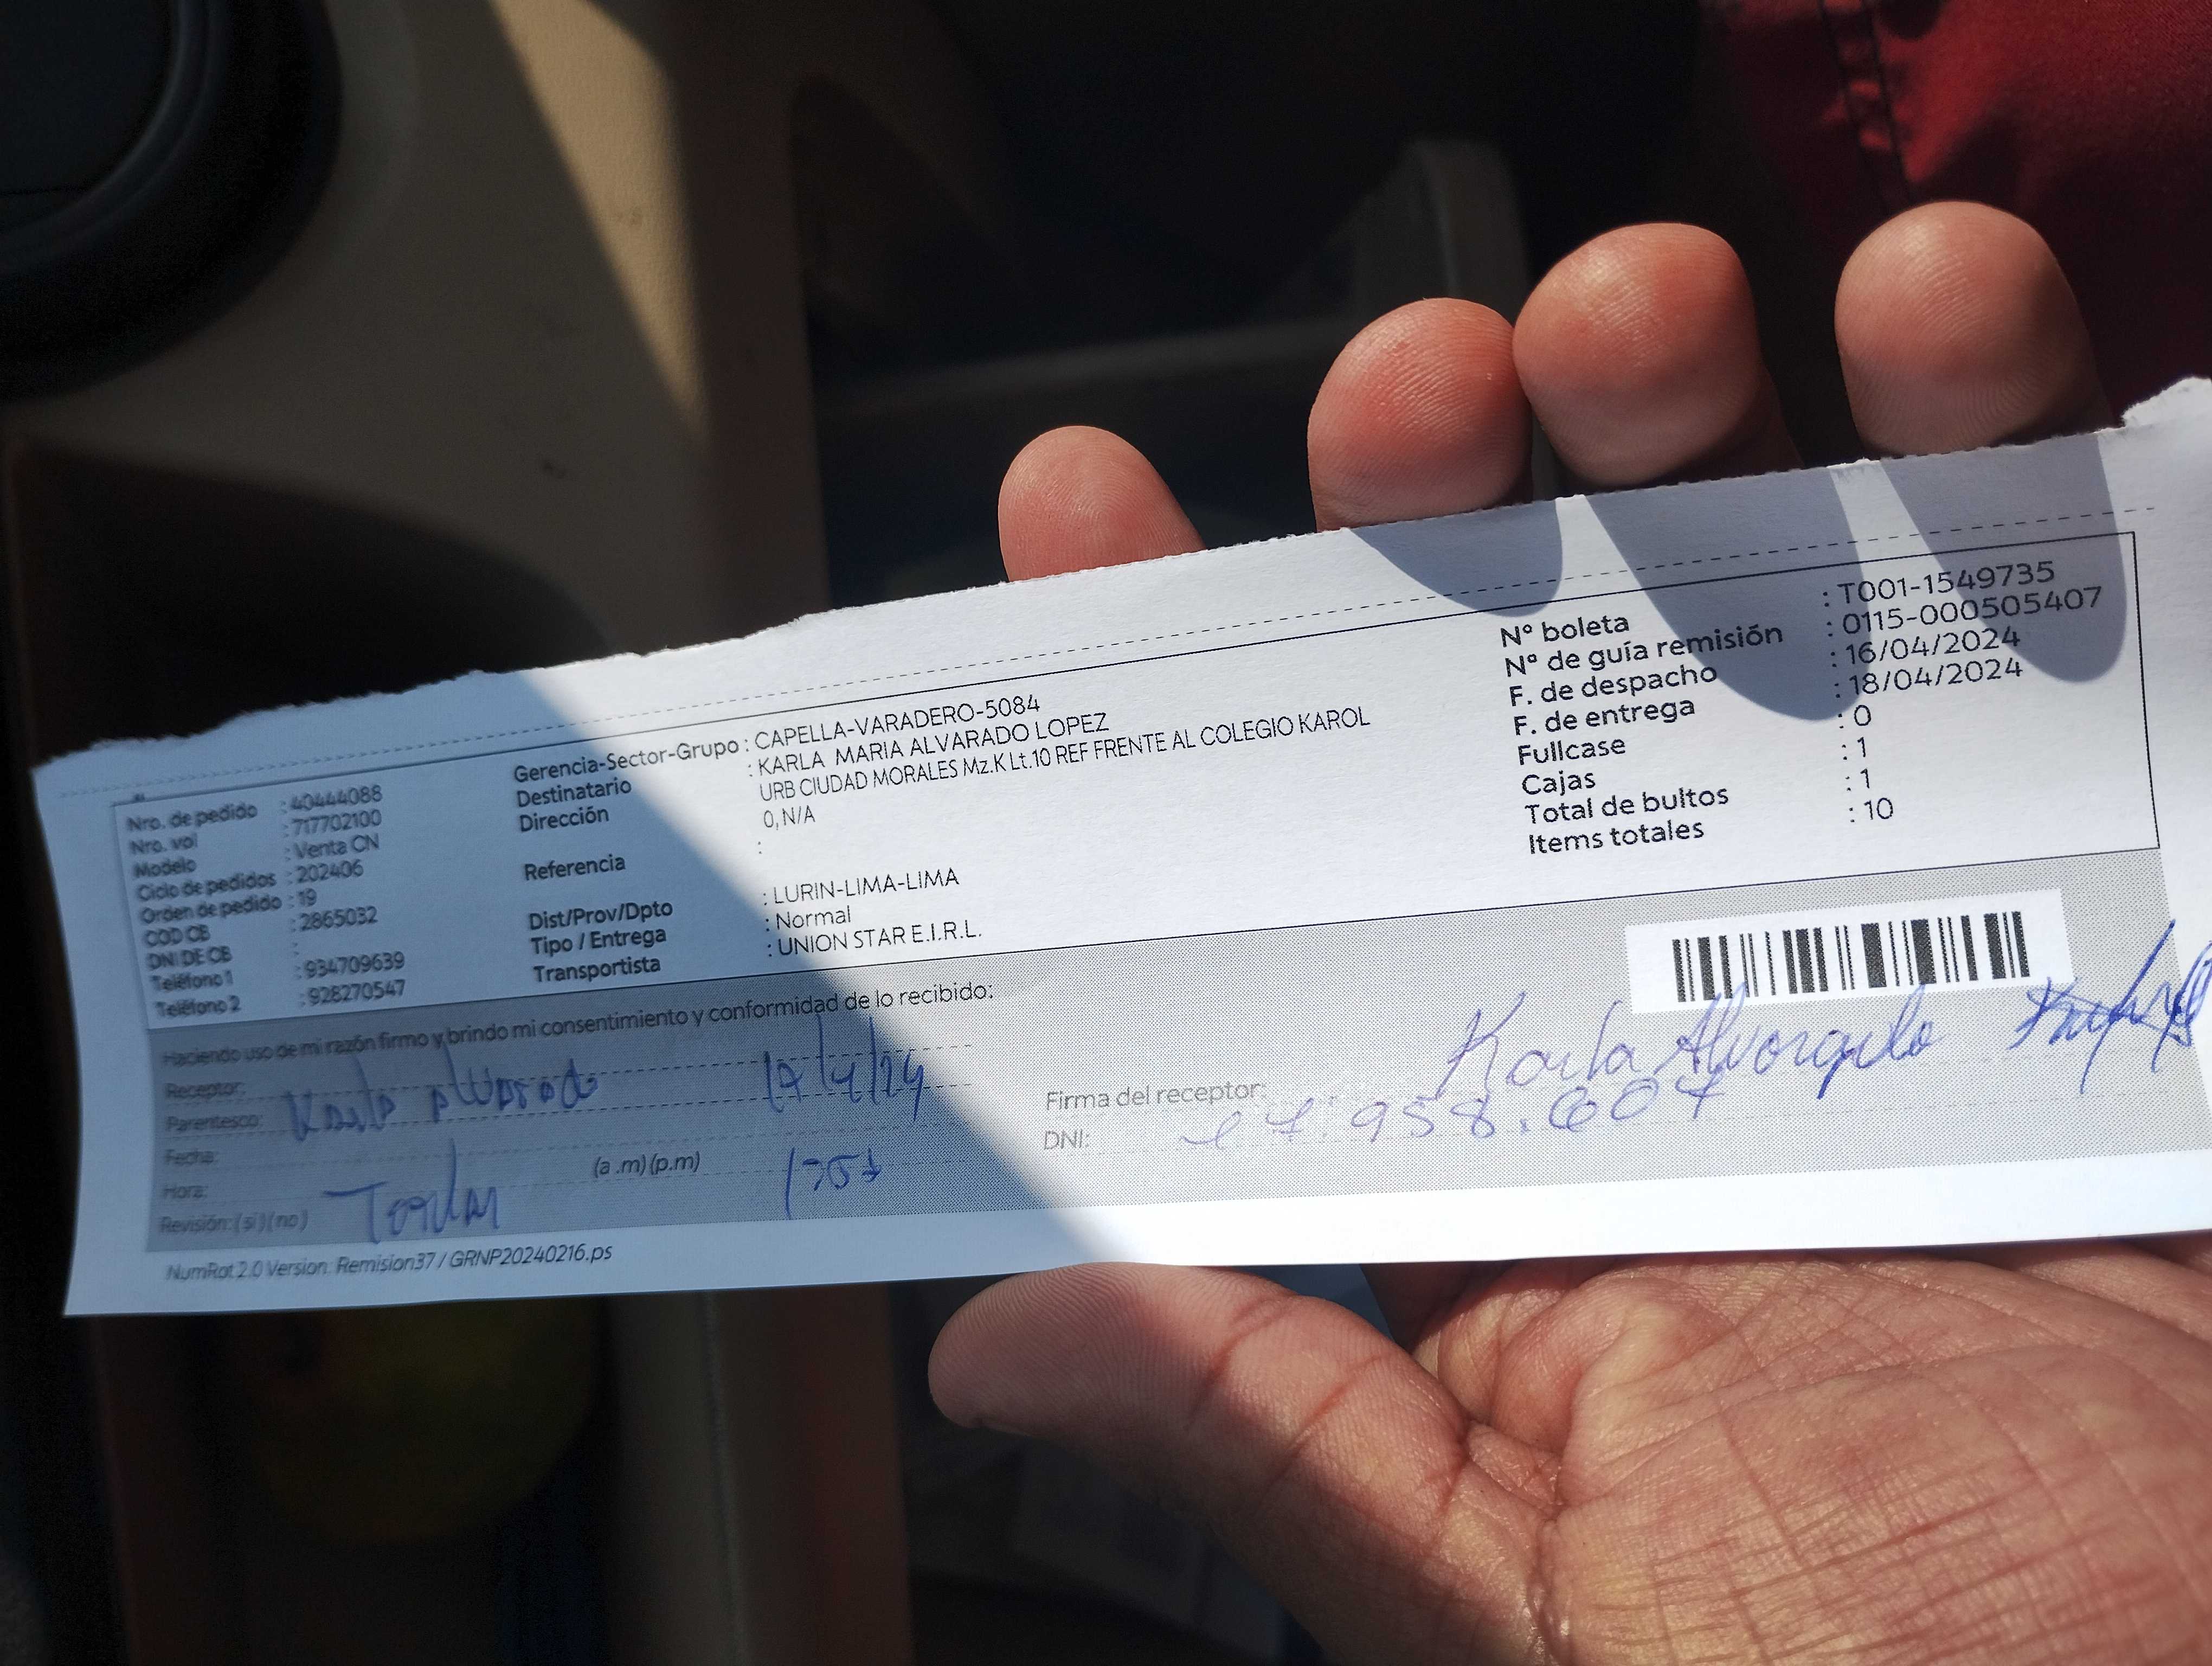 Nro. de pedido : 40444088
Nro. vol : 717702100
Modelo : Venta CN
Ciclo de pedidos : 202406
Orden de pedido : 19
COD CB : 2865032
DNI DE CB :
Teléfono 1 : 934709639
Teléfono 2 : 928270547
Gerencia-Sector-Grupo : CAPELLA-VARADERO-5084
Destinatario : KARLA MARIA ALVARADO LOPEZ
Dirección URB CIUDAD MORALES Mz.K Lt.10 REF FRENTE AL COLEGIO KAROL
0, N/A
Referencia :
Dist/Prov/Dpto : LURIN-LIMA-LIMA
Tipo / Entrega : Normal
Transportista : UNION STAR E.I.R.L.
N° boleta : T001-1549735
N° de guía remisión : 0115-000505407
F. de despacho : 16/04/2024
F. de entrega : 18/04/2024
Fullcase : 0
Cajas : 1
Total de bultos : 1
Items totales : 10
Haciendo uso de mi razón firmo y brindo mi consentimiento y conformidad de lo recibido:
Receptor:
Parentesco: Karla Alvarado 17/4/24
Fecha:
Hora: (a .m) (p.m)
Revisión: (si) (no)
Firma del receptor: Karla
DNI:
NumRot 2.0 Version: Remision37 / GRNP20240216.ps